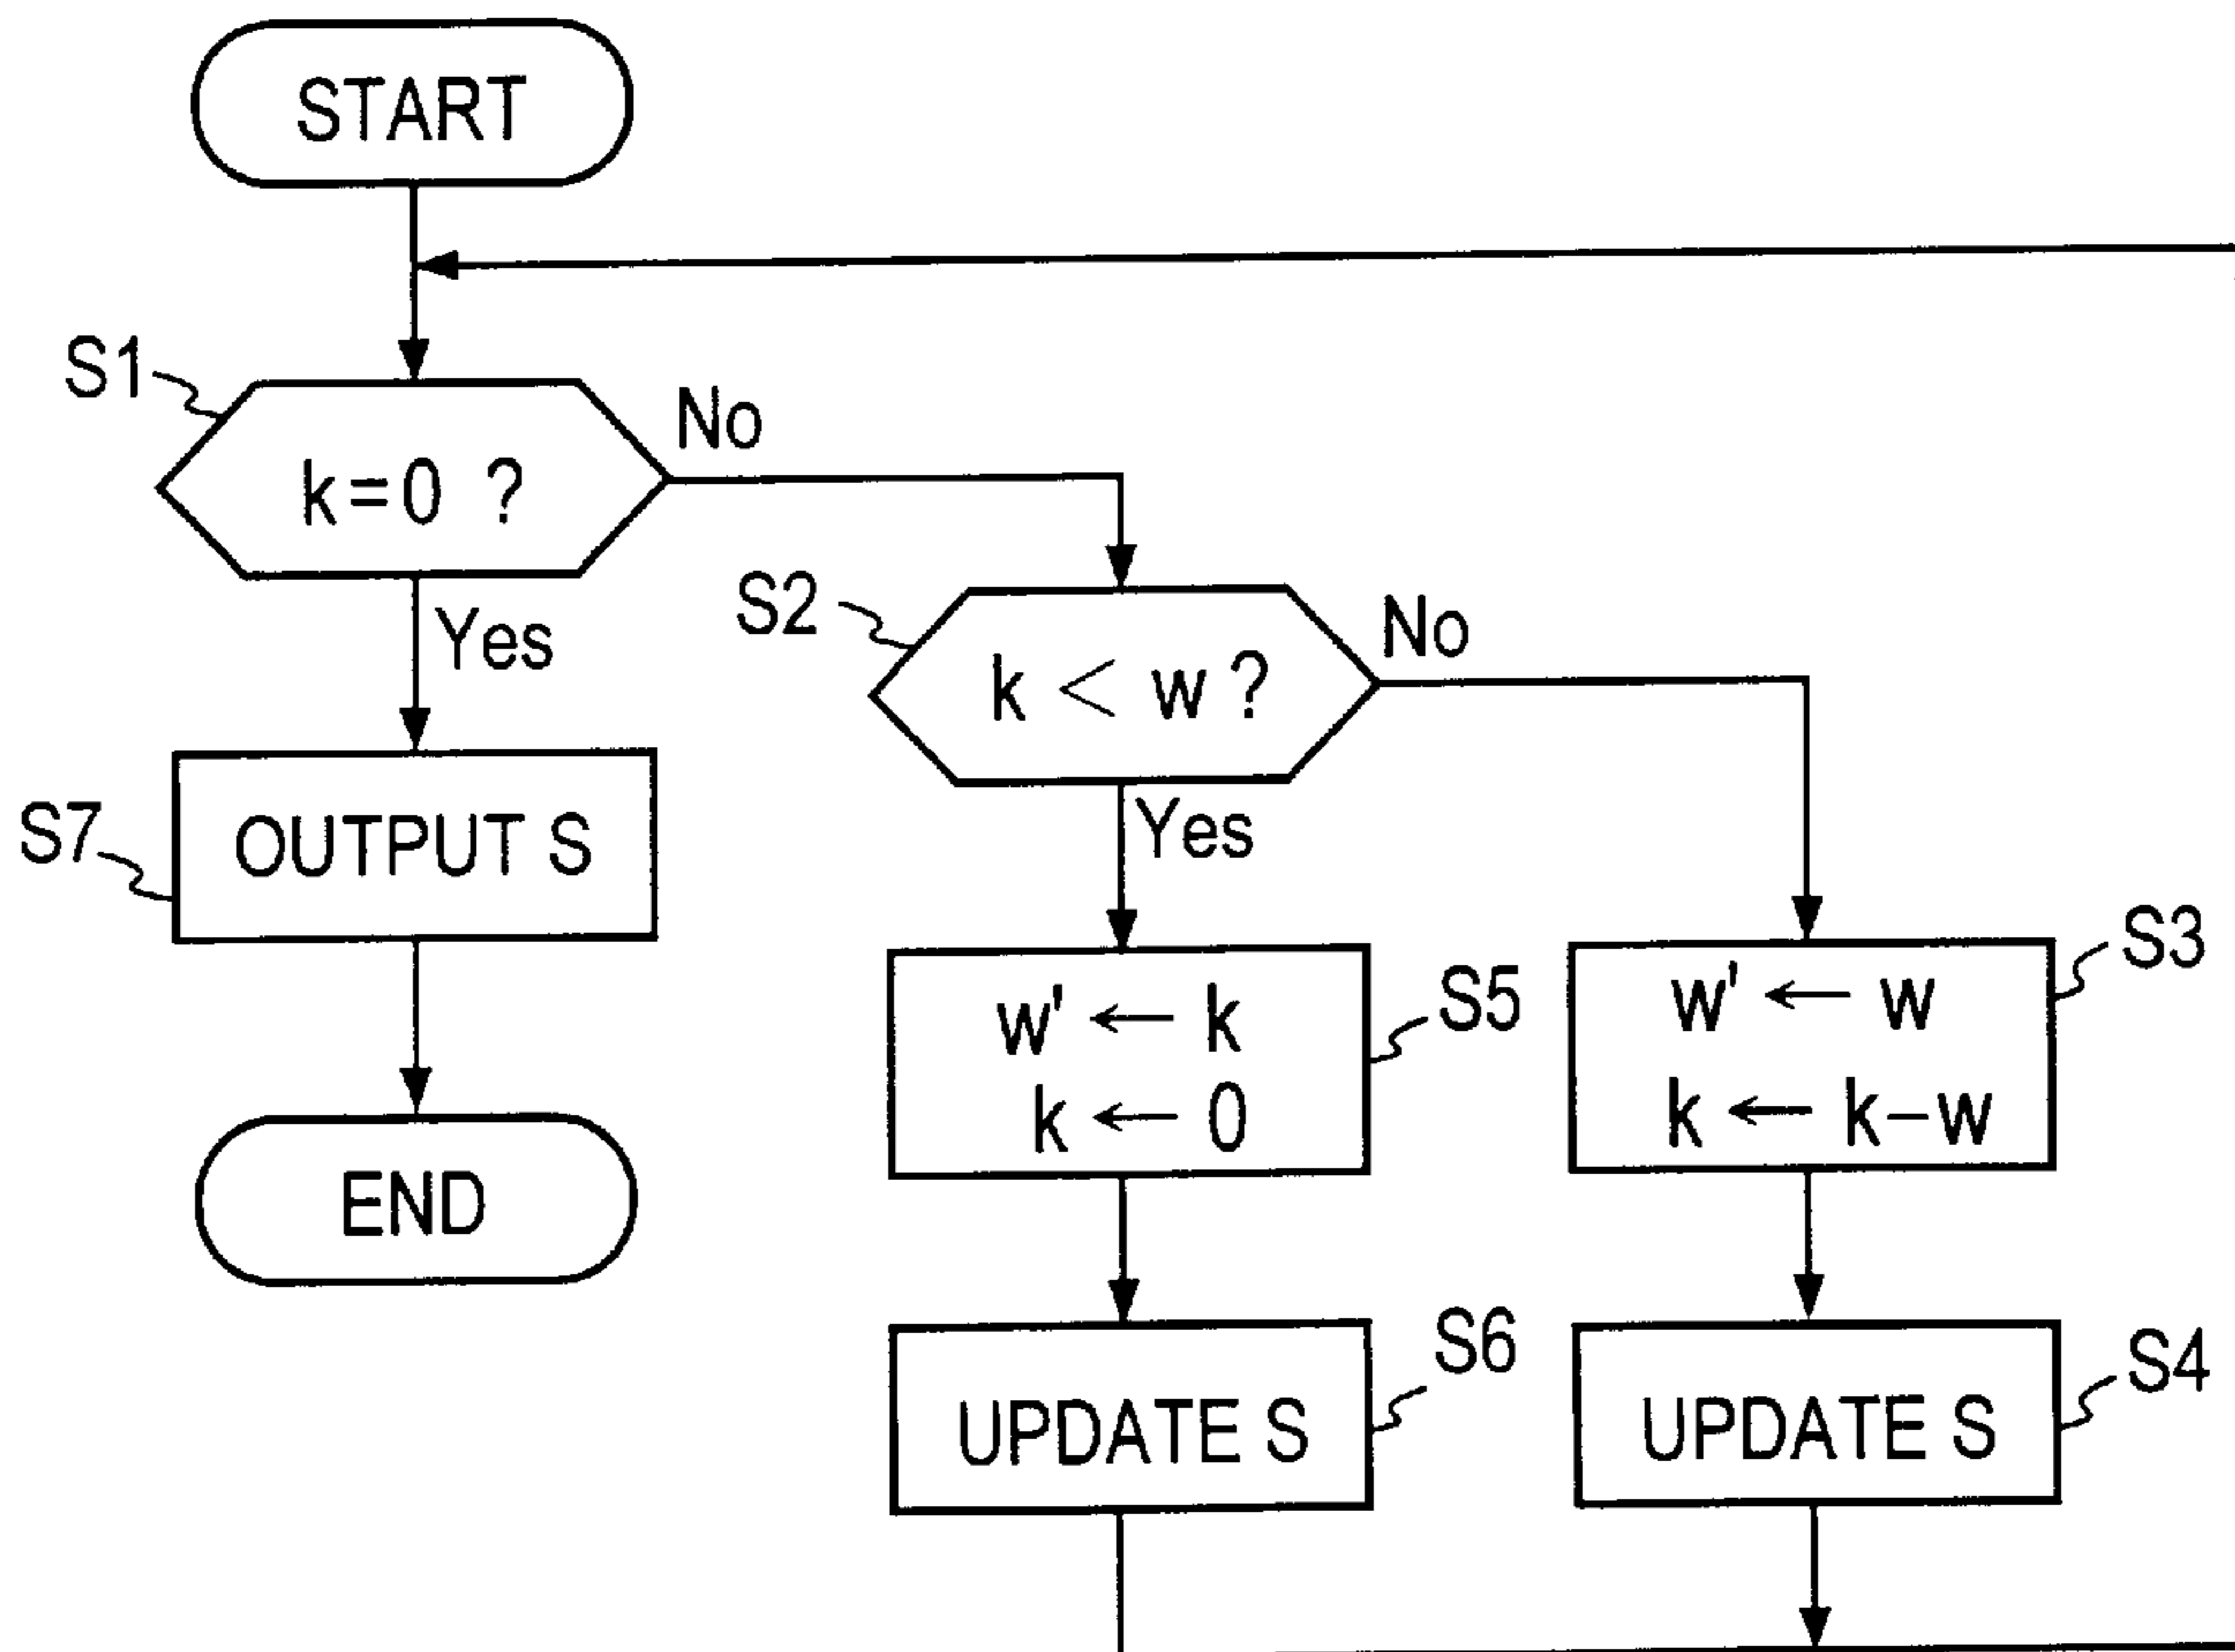 START
S1
No
k=0 ?
Yes
S2
No
k < w ?
S7
OUTPUT S
Yes
S3
w' ← w
k ← k-w
S5
w' ← k
k ← 0
END
S6
UPDATE S
S4
UPDATE S